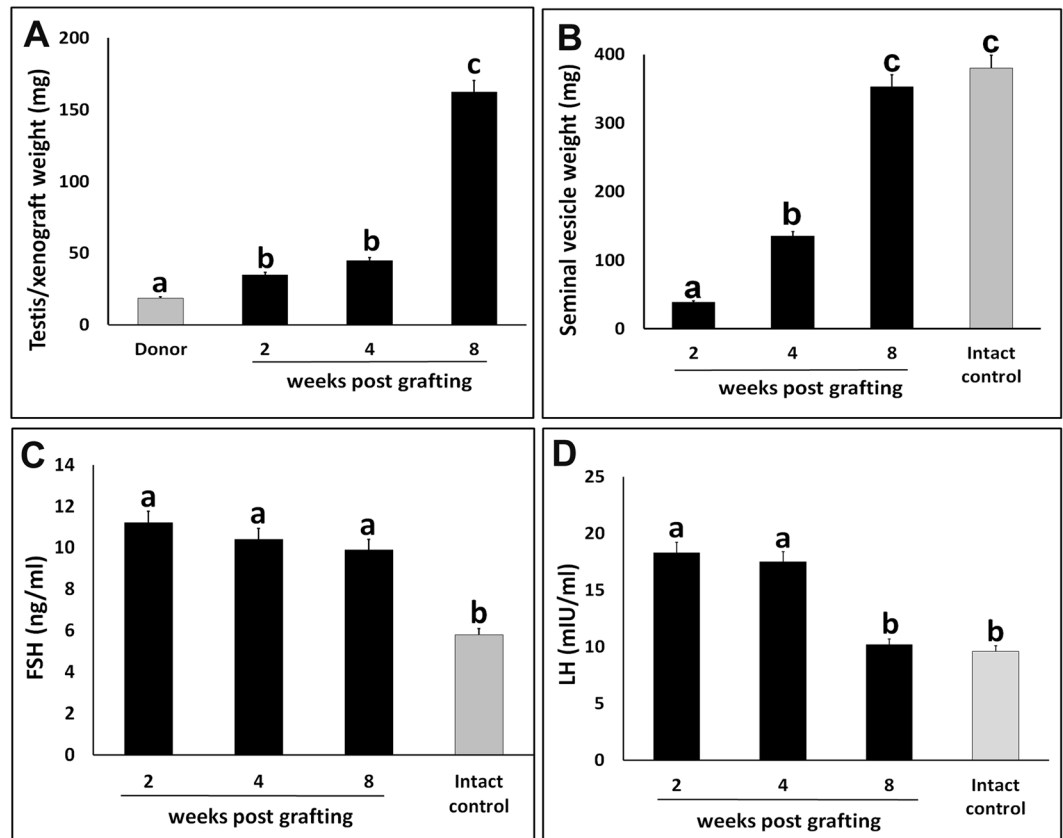 A
Testis/xenograft weight (mg)
200
150
100
50
0
a
b
b
c
Donor
2
4
8
weeks post grafting
B
Seminal vesicle weight (mg)
400
300
200
100
0
a
b
c
c
2
4
8
Intact
control
weeks post grafting
C
FSH (ng/ml)
14
12
10
8
6
4
2
0
a
a
a
b
2
4
8
Intact
control
weeks post grafting
D
LH (mIU/ml)
25
20
15
10
5
0
a
a
b
b
2
4
8
Intact
control
weeks post grafting